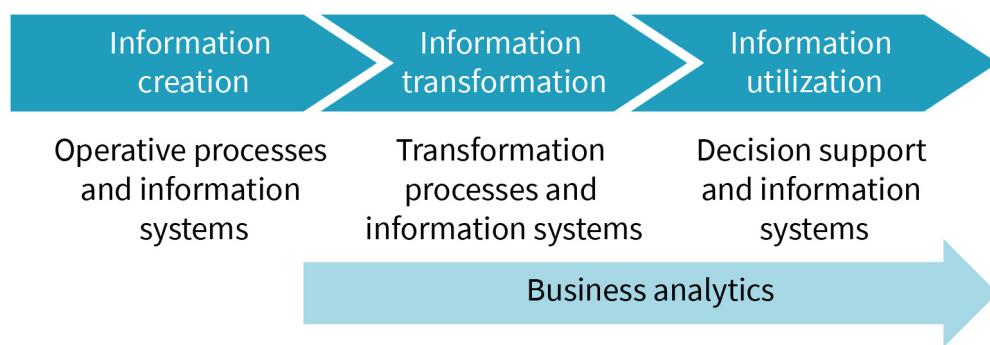 Information
creation
Information
transformation
Information
utilization
Operative processes
and information
systems
Transformation
processes and
information systems
Decision support
and information
systems
Business analytics